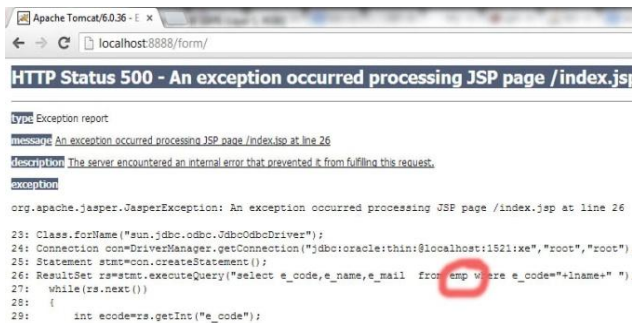 Apache Tomcat/6.0.36 - E
localhost:8888/form/
HTTP Status 500 - An exception occurred processing JSP page /index.jsp
type Exception report
message An exception occurred processing JSP page /index.jsp at line 26
description The server encountered an internal error that prevented it from fulfilling this request.
exception
org.apache.jasper.JasperException: An exception occurred processing JSP page /index.jsp at line 26
23: Class.forName("sun.jdbc.odbc.JdbcOdbcDriver");
24: Connection con=DriverManager.getConnection("jdbc:oracle:thin:@localhost:1521:xe","root","root")
25: Statement stmt=con.createStatement();
26: ResultSet rs=stmt.executeQuery("select e_code,e_name,e_mail  from emp where e_code="+lname+" ")
27:   while(rs.next())
28:   {
29:       int ecode=rs.getInt("e_code");